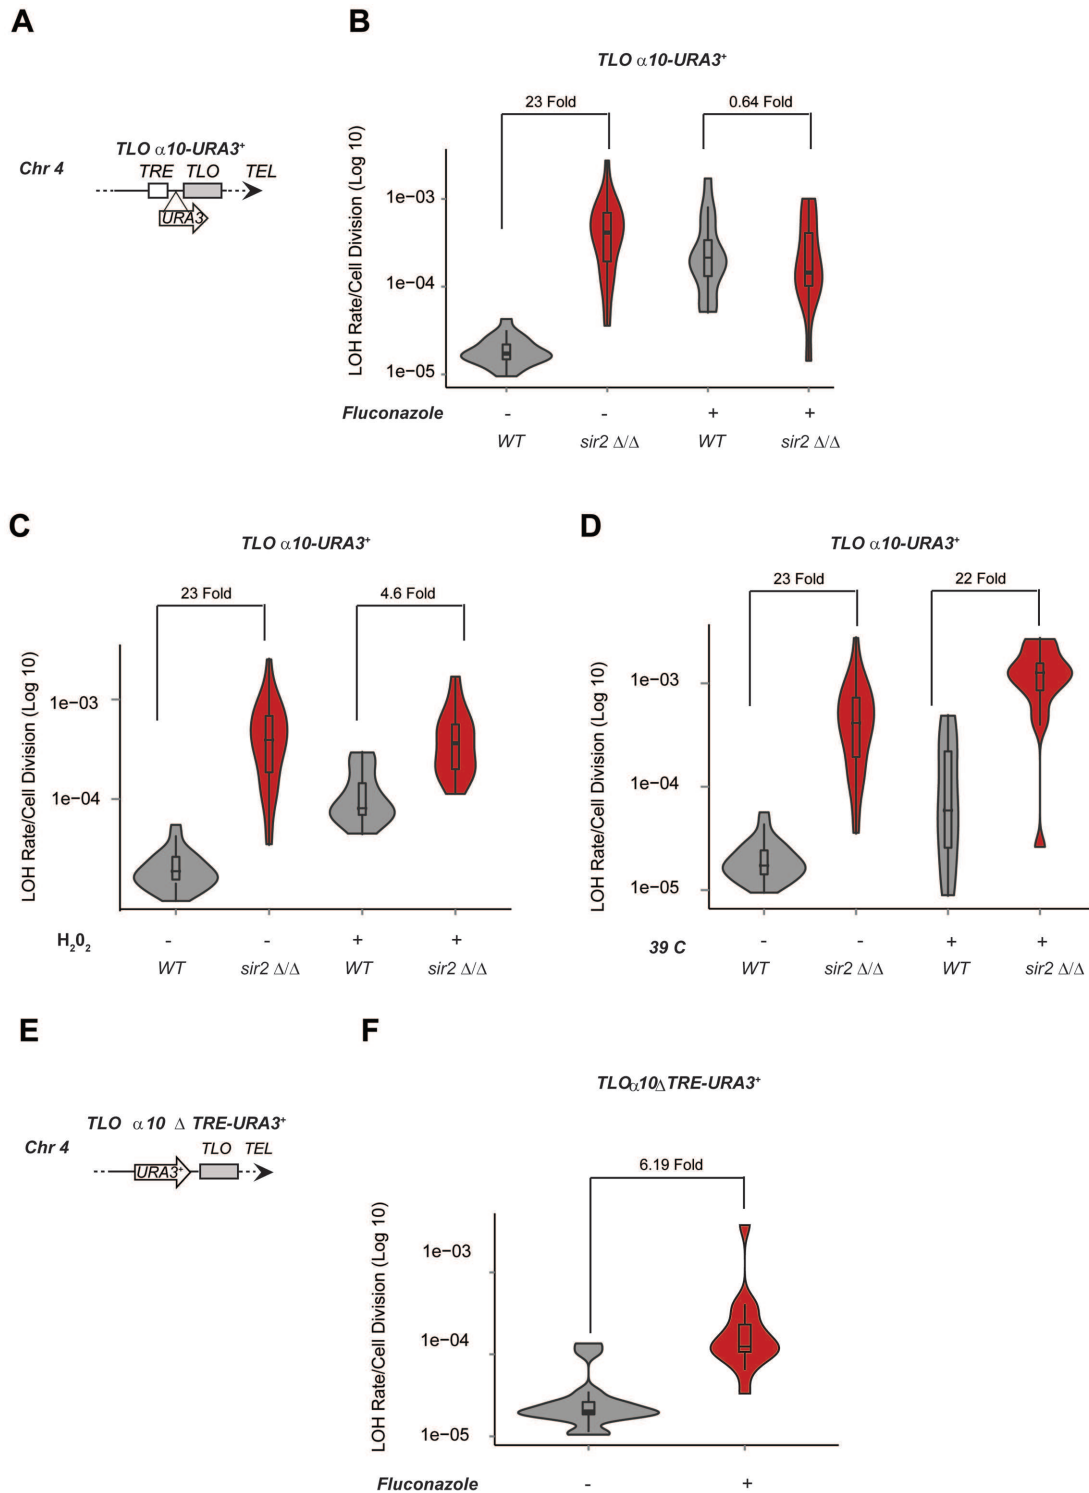 A
TLO α10-URA3+
Chr 4
TRE TLO TEL
URA3
B
TLO α10-URA3+
23 Fold 0.64 Fold
LOH Rate/Cell Division (Log 10)
1e−03
1e−04
1e−05
Fluconazole - - + +
WT sir2 Δ/Δ WT sir2 Δ/Δ
C
TLO α10-URA3+
23 Fold 4.6 Fold
LOH Rate/Cell Division (Log 10)
1e−03
1e−04
H202 - - + +
WT sir2 Δ/Δ WT sir2 Δ/Δ
D
TLO α10-URA3+
23 Fold 22 Fold
LOH Rate/Cell Division (Log 10)
1e−03
1e−04
1e−05
39 C - - + +
WT sir2 Δ/Δ WT sir2 Δ/Δ
E
TLO α10 Δ TRE-URA3+
Chr 4 TLO TEL
URA3+
F
TLOα10ΔTRE-URA3+
6.19 Fold
LOH Rate/Cell Division (Log 10)
1e−03
1e−04
1e−05
Fluconazole - +